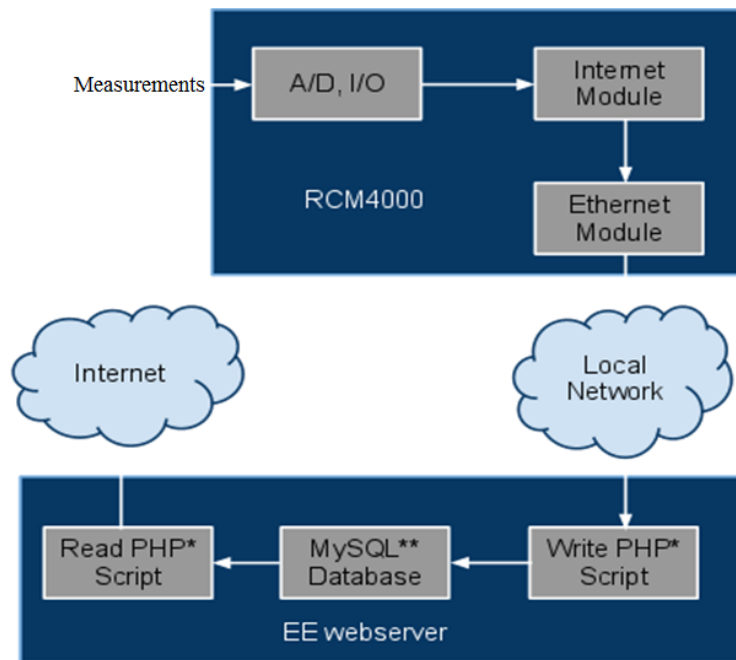 Measurements
A/D, I/O
Internet
Module
RCM4000
Ethernet
Module
Internet
Local
Network
Read PHP*
Script
MySQL**
Database
Write PHP*
Script
EE webserver